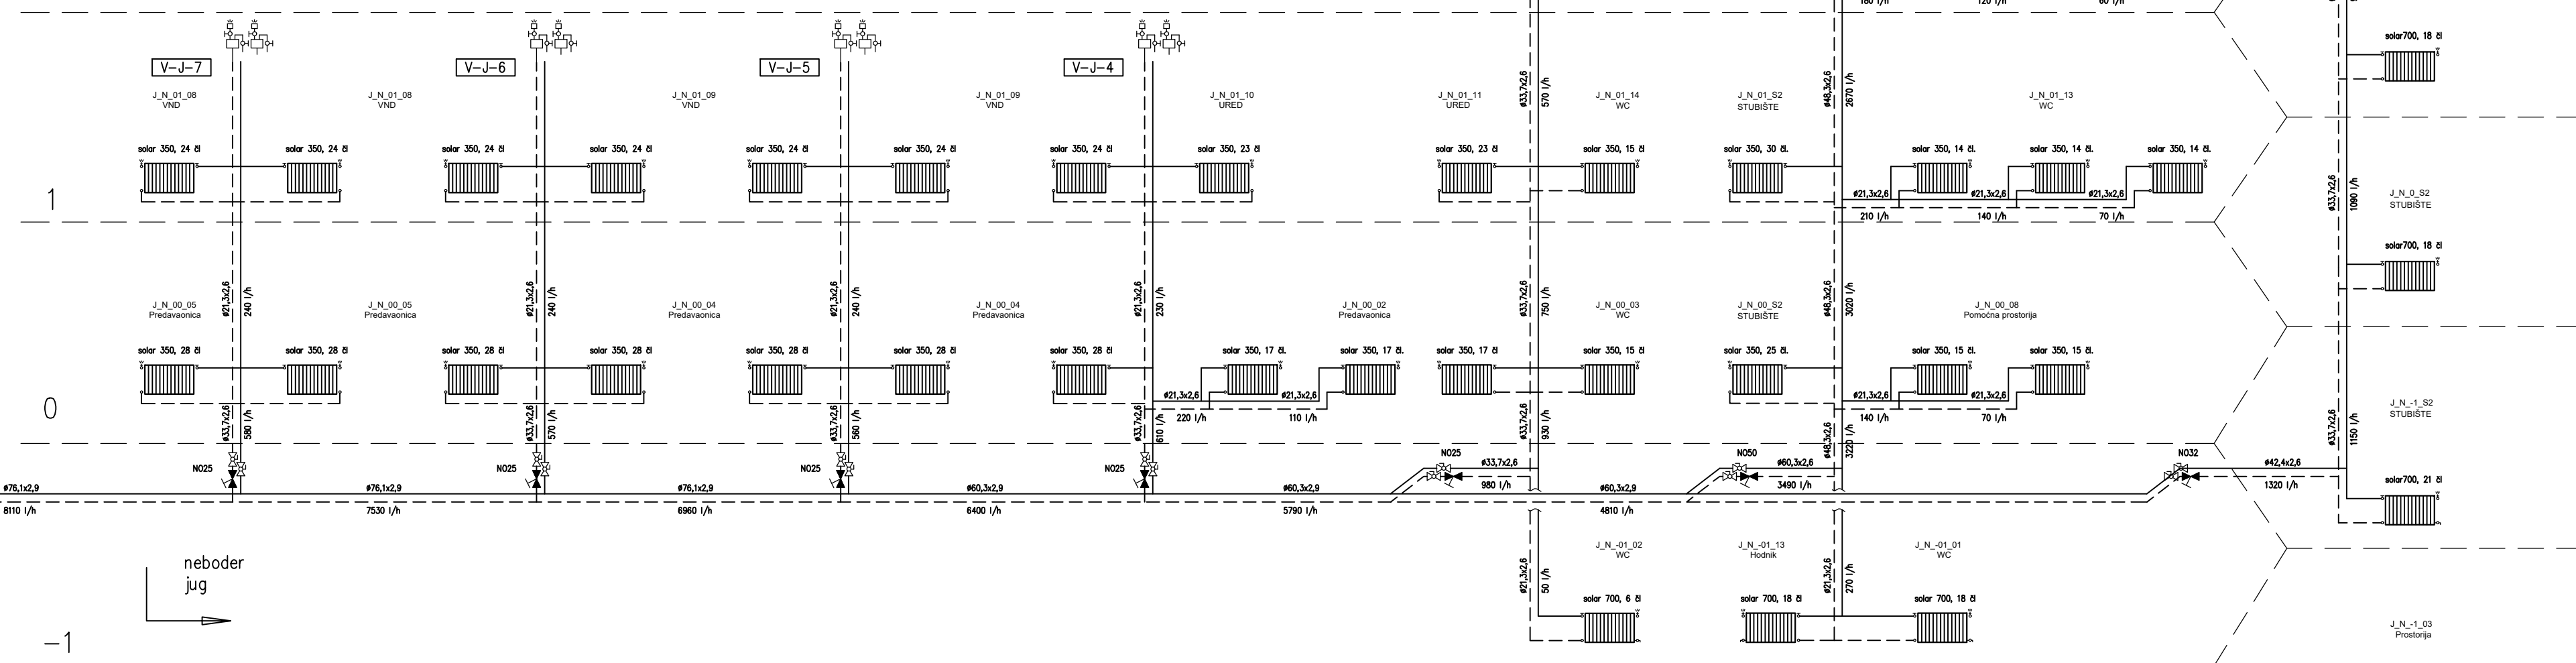 180 l/h 120 l/h 60 l/h
solar700, 18 čl
V-J-7 V-J-6 V-J-5 V-J-4
ø33,7x2,6 570 l/h ø48,3x2,6 2670 l/h
J_N_01_08 J_N_01_08 J_N_01_09 J_N_01_09 J_N_01_10 J_N_01_11 J_N_01_14 J_N_01_S2 J_N_01_13
VND VND VND VND URED URED WC STUBIŠTE WC
solar 350, 24 čl solar 350, 24 čl solar 350, 24 čl solar 350, 24 čl solar 350, 24 čl solar 350, 24 čl solar 350, 24 čl solar 350, 23 čl solar 350, 23 čl solar 350, 15 čl solar 350, 30 čl. solar 350, 14 čl. solar 350, 14 čl. solar 350, 14 čl.
1
ø21,3x2,6 ø21,3x2,6 ø21,3x2,6
210 l/h 140 l/h 70 l/h
ø33,7x2,6 1090 l/h
J_N_0_S2
STUBIŠTE
solar700, 18 čl
ø21,3x2,6 240 l/h ø21,3x2,6 240 l/h ø21,3x2,6 240 l/h ø21,3x2,6 230 l/h ø33,7x2,6 750 l/h ø48,3x2,6 3020 l/h
J_N_00_05 J_N_00_05 J_N_00_04 J_N_00_04 J_N_00_02 J_N_00_03 J_N_00_S2 J_N_00_08
Predavaonica Predavaonica Predavaonica Predavaonica Predavaonica WC STUBIŠTE Pomoćna prostorija
solar 350, 28 čl solar 350, 28 čl solar 350, 28 čl solar 350, 28 čl solar 350, 28 čl solar 350, 28 čl solar 350, 28 čl solar 350, 17 čl. solar 350, 17 čl. solar 350, 17 čl solar 350, 15 čl solar 350, 25 čl. solar 350, 15 čl. solar 350, 15 čl.
0
ø21,3x2,6 ø21,3x2,6 ø21,3x2,6 ø21,3x2,6
220 l/h 110 l/h 140 l/h 70 l/h
ø33,7x2,6 580 l/h ø33,7x2,6 570 l/h ø33,7x2,6 560 l/h ø33,7x2,6 610 l/h ø33,7x2,6 930 l/h ø48,3x2,6 3220 l/h ø33,7x2,6 1150 l/h
J_N_-1_S2
STUBIŠTE
NO25 NO25 NO25 NO25 NO25 NO50 NO32
ø33,7x2,6 ø60,3x2,6 ø42,4x2,6
980 l/h 3490 l/h 1320 l/h
solar700, 21 čl
ø76,1x2,9 ø76,1x2,9 ø76,1x2,9 ø60,3x2,9 ø60,3x2,9 ø60,3x2,9
8110 l/h 7530 l/h 6960 l/h 6400 l/h 5790 l/h 4810 l/h
neboder
jug
J_N_-01_02 J_N_-01_13 J_N_-01_01
WC Hodnik WC
ø21,3x2,6 50 l/h ø21,3x2,6 270 l/h
solar 700, 6 čl solar 700, 18 čl solar 700, 18 čl
-1
J_N_-1_03
Prostorija